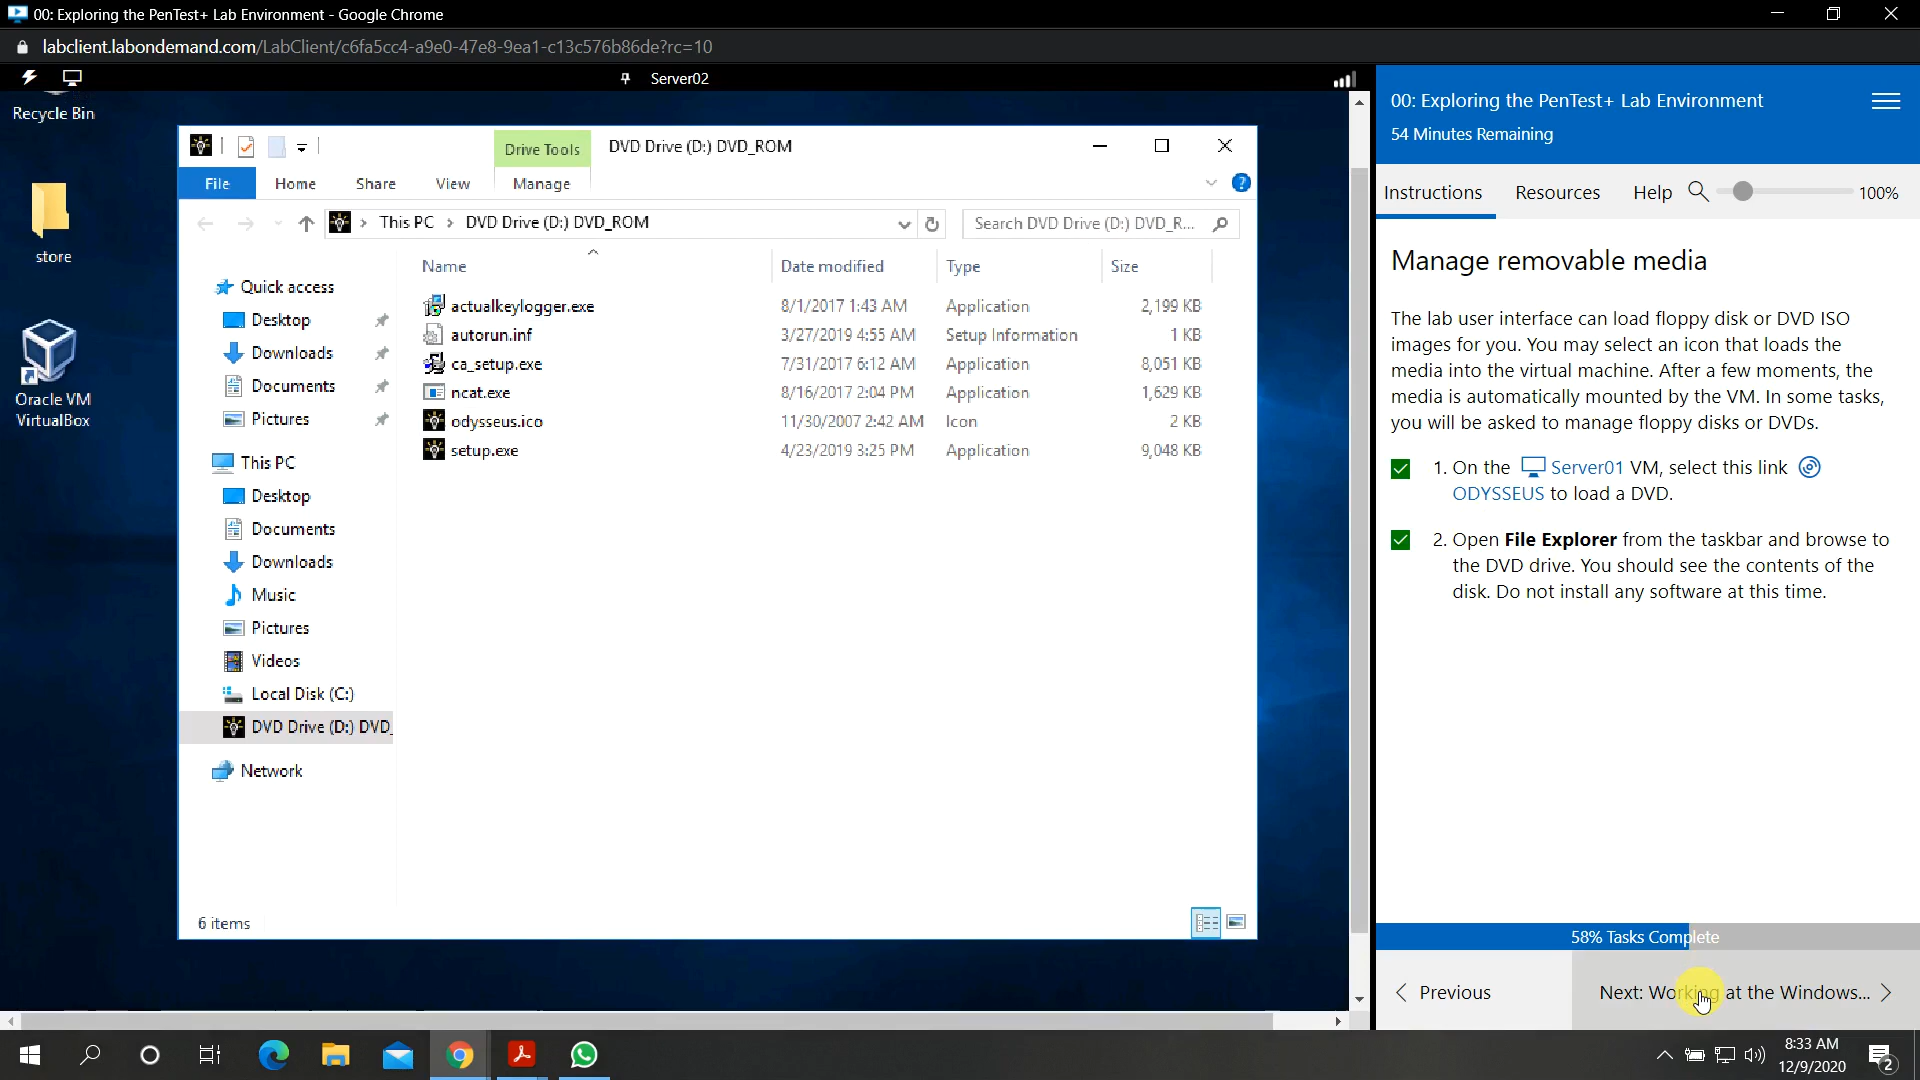 00: Exploring the PenTest+ Lab Environment - Google Chrome
labclient.labondemand.com/LabClient/c6fa5cc4-a9e0-47e8-9ea1-c13c576b86de?rc=10
Server02
Recycle Bin
store
Oracle VM
VirtualBox
Drive Tools
DVD Drive (D:) DVD_ROM
File
Home
Share
View
Manage
This PC
DVD Drive (D:) DVD_ROM
Search DVD Drive (D:) DVD_R...
Name
Date modified
Type
Size
actualkeylogger.exe 8/1/2017 1:43 AM Application 2,199 KB
autorun.inf 3/27/2019 4:55 AM Setup Information 1 KB
ca_setup.exe 7/31/2017 6:12 AM Application 8,051 KB
ncat.exe 8/16/2017 2:04 PM Application 1,629 KB
odysseus.ico 11/30/2007 2:42 AM Icon 2 KB
setup.exe 4/23/2019 3:25 PM Application 9,048 KB
Quick access
Desktop
Downloads
Documents
Pictures
This PC
Desktop
Documents
Downloads
Music
Pictures
Videos
Local Disk (C:)
DVD Drive (D:) DVD_
Network
6 items
00: Exploring the PenTest+ Lab Environment
54 Minutes Remaining
Instructions
Resources
Help
100%
Manage removable media
The lab user interface can load floppy disk or DVD ISO
images for you. You may select an icon that loads the
media into the virtual machine. After a few moments, the
media is automatically mounted by the VM. In some tasks,
you will be asked to manage floppy disks or DVDs.
1. On the Server01 VM, select this link
ODYSSEUS to load a DVD.
2. Open File Explorer from the taskbar and browse to
the DVD drive. You should see the contents of the
disk. Do not install any software at this time.
58% Tasks Complete
Previous
Next: Working at the Windows...
8:33 AM
12/9/2020
2